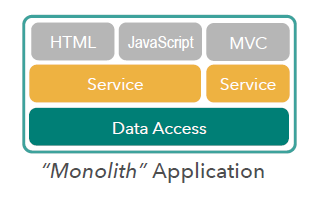 HTML JavaScript MVC
Service Service
Data Access
“Monolith” Application